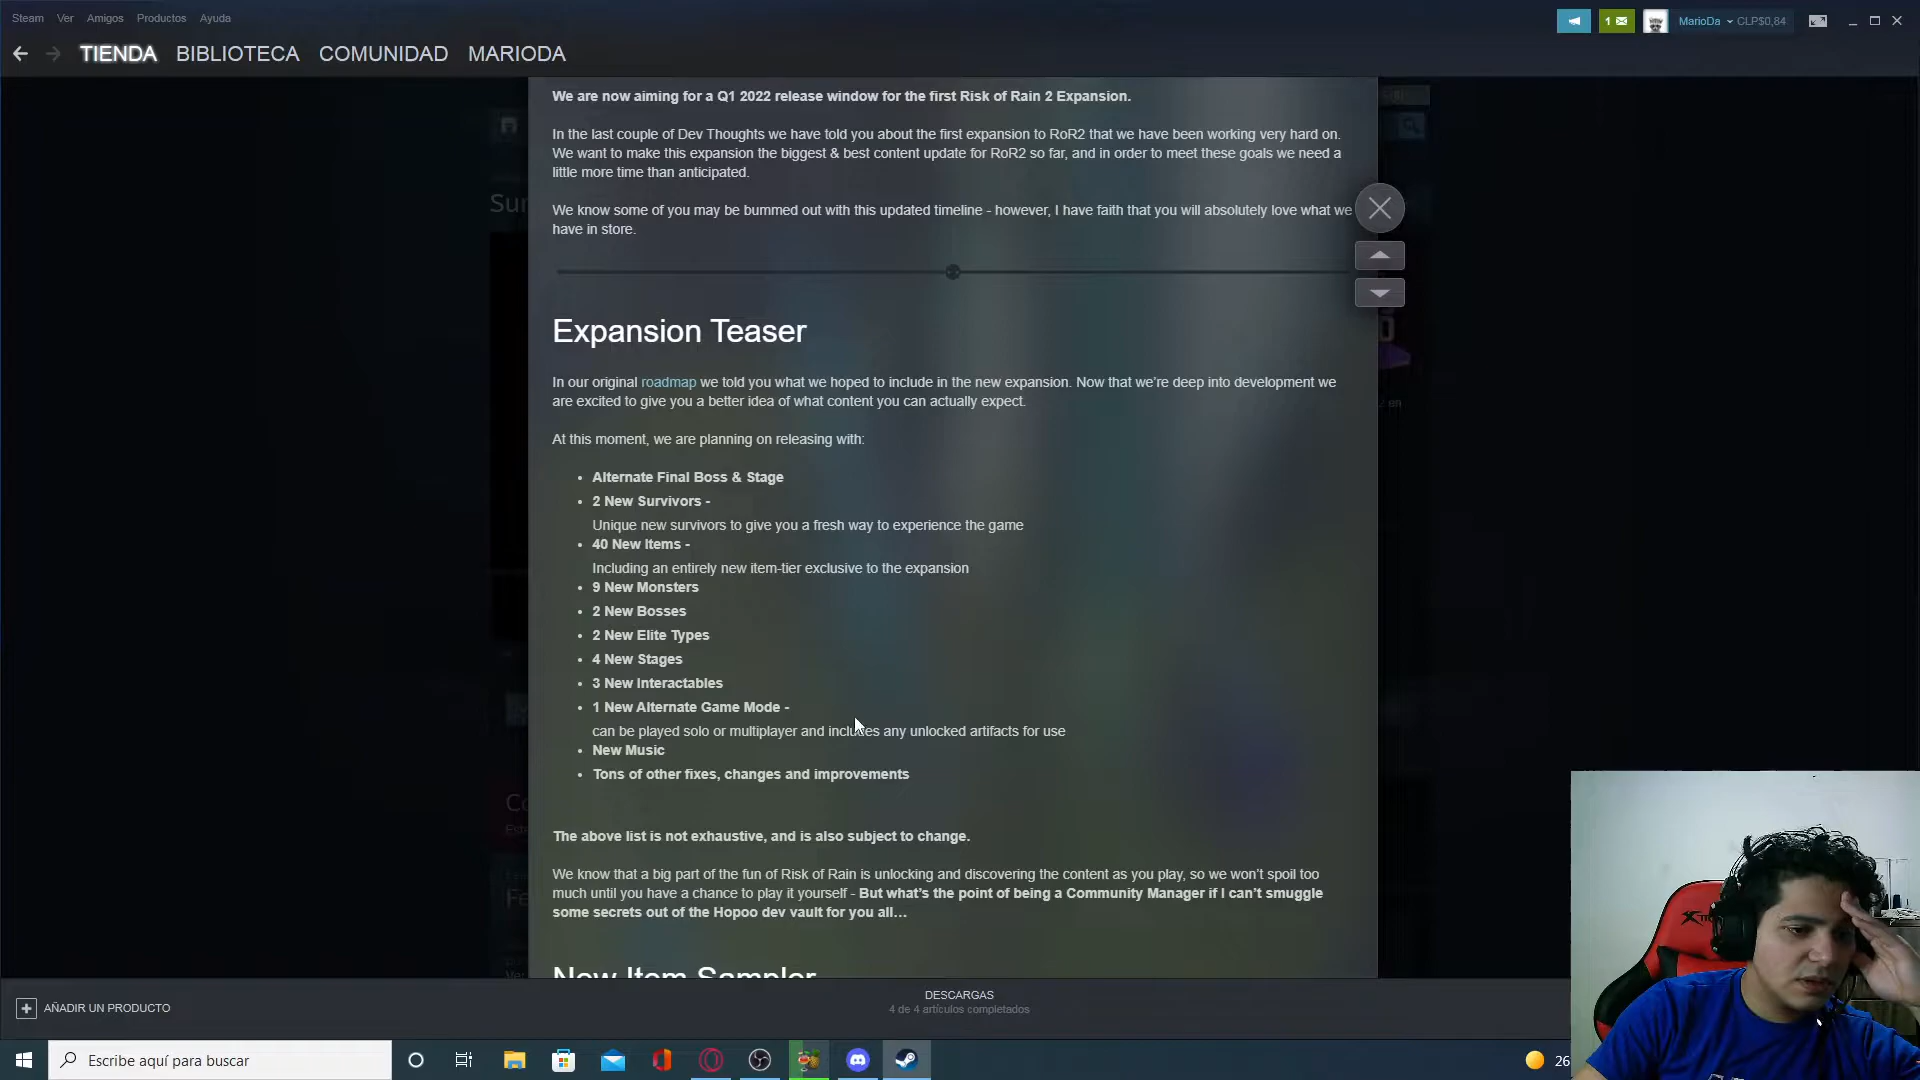 Steam Ver Amigos Productos Ayuda
1 MarioDa CLP$0,84
TIENDA BIBLIOTECA COMUNIDAD MARIODA
We are now aiming for a Q1 2022 release window for the first Risk of Rain 2 Expansion.
In the last couple of Dev Thoughts we have told you about the first expansion to RoR2 that we have been working very hard on.
We want to make this expansion the biggest & best content update for RoR2 so far, and in order to meet these goals we need a
little more time than anticipated.
We know some of you may be bummed out with this updated timeline - however, I have faith that you will absolutely love what we
have in store.
Expansion Teaser
In our original roadmap we told you what we hoped to include in the new expansion. Now that we're deep into development we
are excited to give you a better idea of what content you can actually expect.
At this moment, we are planning on releasing with:
• Alternate Final Boss & Stage
• 2 New Survivors -
Unique new survivors to give you a fresh way to experience the game
• 40 New Items -
Including an entirely new item-tier exclusive to the expansion
• 9 New Monsters
• 2 New Bosses
• 2 New Elite Types
• 4 New Stages
• 3 New Interactables
• 1 New Alternate Game Mode -
can be played solo or multiplayer and includes any unlocked artifacts for use
• New Music
• Tons of other fixes, changes and improvements
The above list is not exhaustive, and is also subject to change.
We know that a big part of the fun of Risk of Rain is unlocking and discovering the content as you play, so we won't spoil too
much until you have a chance to play it yourself - But what's the point of being a Community Manager if I can't smuggle
some secrets out of the Hopoo dev vault for you all…
New Item Sampler
AÑADIR UN PRODUCTO
DESCARGAS
4 de 4 artículos completados
Escribe aquí para buscar
26